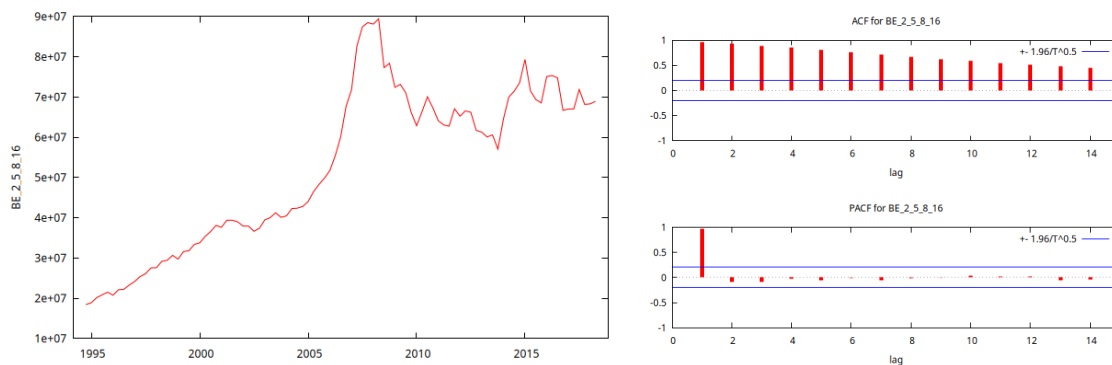 9e+07
8e+07
7e+07
6e+07
5e+07
4e+07
3e+07
2e+07
1e+07
BE_2_5_8_16
1995 2000 2005 2010 2015
ACF for BE_2_5_8_16
+- 1.96/T^0.5
1
0.5
0
-0.5
-1
0 2 4 6 8 10 12 14
lag
PACF for BE_2_5_8_16
+- 1.96/T^0.5
1
0.5
0
-0.5
-1
0 2 4 6 8 10 12 14
lag